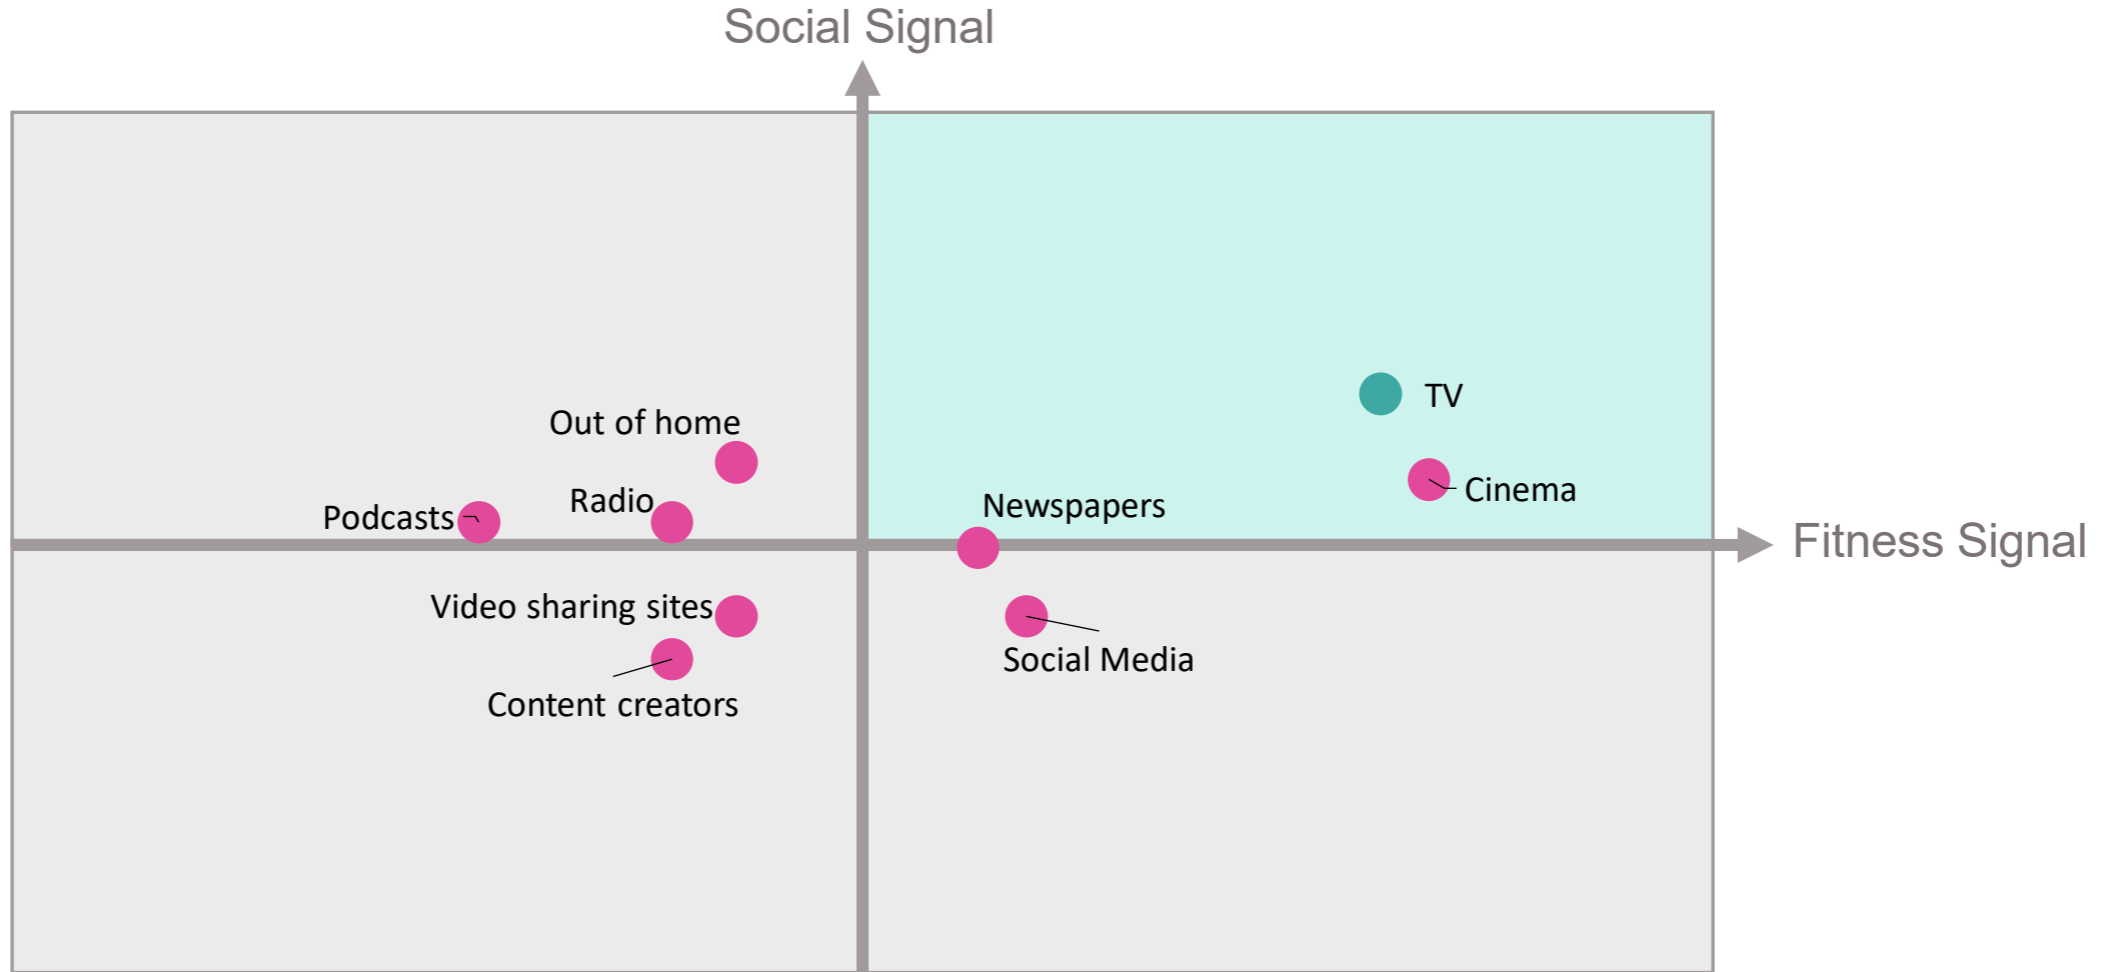 Social Signal
TV
Out of home
Cinema
Radio
Newspapers
Podcasts
Fitness Signal
Video sharing sites
Social Media
Content creators